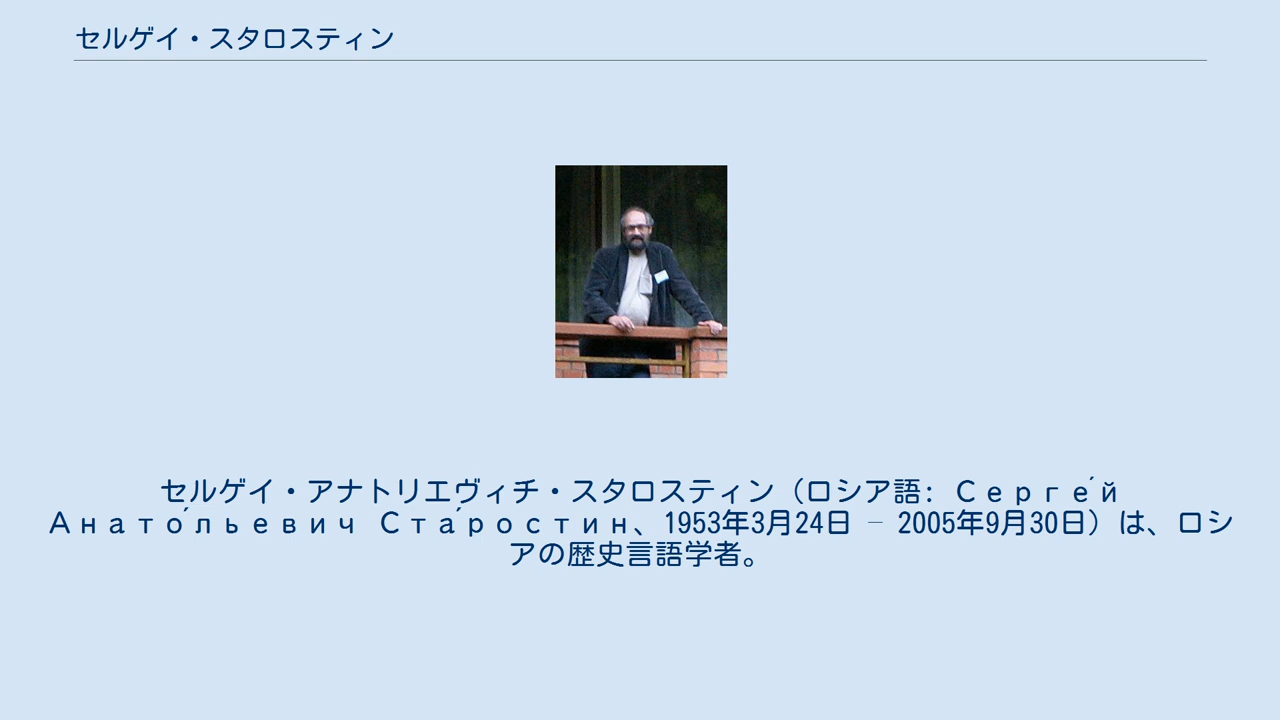 セルゲイ・スタロスティン
セルゲイ・アナトリエヴィチ・スタロスティン（ロシア語: Серге́й
Анато́льевич Ста́ростин、1953年3月24日 – 2005年9月30日）は、ロシ
アの歴史言語学者。